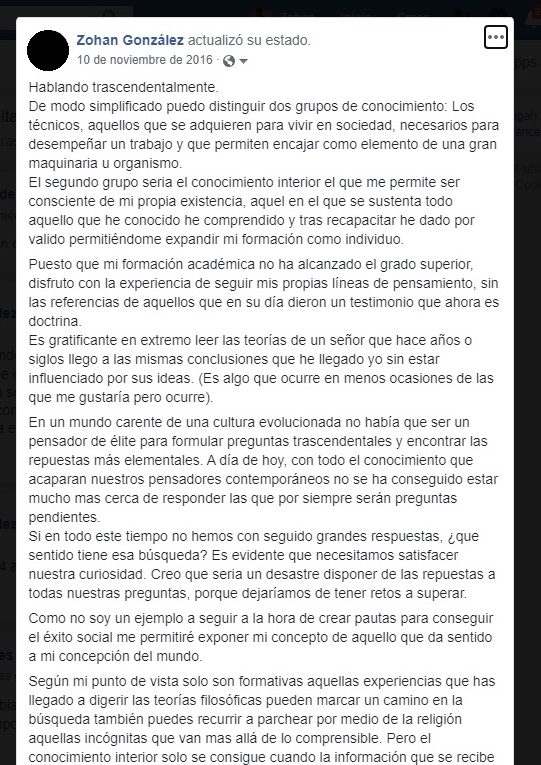 Zohan González actualizó su estado.
10 de noviembre de 2016 ·
Hablando trascendentalmente.
De modo simplificado puedo distinguir dos grupos de conocimiento: Los
técnicos, aquellos que se adquieren para vivir en sociedad, necesarios para
desempeñar un trabajo y que permiten encajar como elemento de una gran
maquinaria u organismo.
El segundo grupo seria el conocimiento interior el que me permite ser
consciente de mi propia existencia, aquel en el que se sustenta todo
aquello que he conocido he comprendido y tras recapacitar he dado por
valido permitiéndome expandir mi formación como individuo.
Puesto que mi formación académica no ha alcanzado el grado superior,
disfruto con la experiencia de seguir mis propias líneas de pensamiento, sin
las referencias de aquellos que en su día dieron un testimonio que ahora es
doctrina.
Es gratificante en extremo leer las teorías de un señor que hace años o
siglos llego a las mismas conclusiones que he llegado yo sin estar
influenciado por sus ideas. (Es algo que ocurre en menos ocasiones de las
que me gustaría pero ocurre).
En un mundo carente de una cultura evolucionada no había que ser un
pensador de élite para formular preguntas trascendentales y encontrar las
repuestas más elementales. A día de hoy, con todo el conocimiento que
acaparan nuestros pensadores contemporáneos no se ha conseguido estar
mucho mas cerca de responder las que por siempre serán preguntas
pendientes.
Si en todo este tiempo no hemos con seguido grandes respuestas, ¿que
sentido tiene esa búsqueda? Es evidente que necesitamos satisfacer
nuestra curiosidad. Creo que seria un desastre disponer de las repuestas a
todas nuestras preguntas, porque dejaríamos de tener retos a superar.
Como no soy un ejemplo a seguir a la hora de crear pautas para conseguir
el éxito social me permitiré exponer mi concepto de aquello que da sentido
a mi concepción del mundo.
Según mi punto de vista solo son formativas aquellas experiencias que has
llegado a digerir las teorías filosóficas pueden marcar un camino en la
búsqueda también puedes recurrir a parchear por medio de la religión
aquellas incógnitas que van mas allá de lo comprensible. Pero el
conocimiento interior solo se consigue cuando la información que se recibe